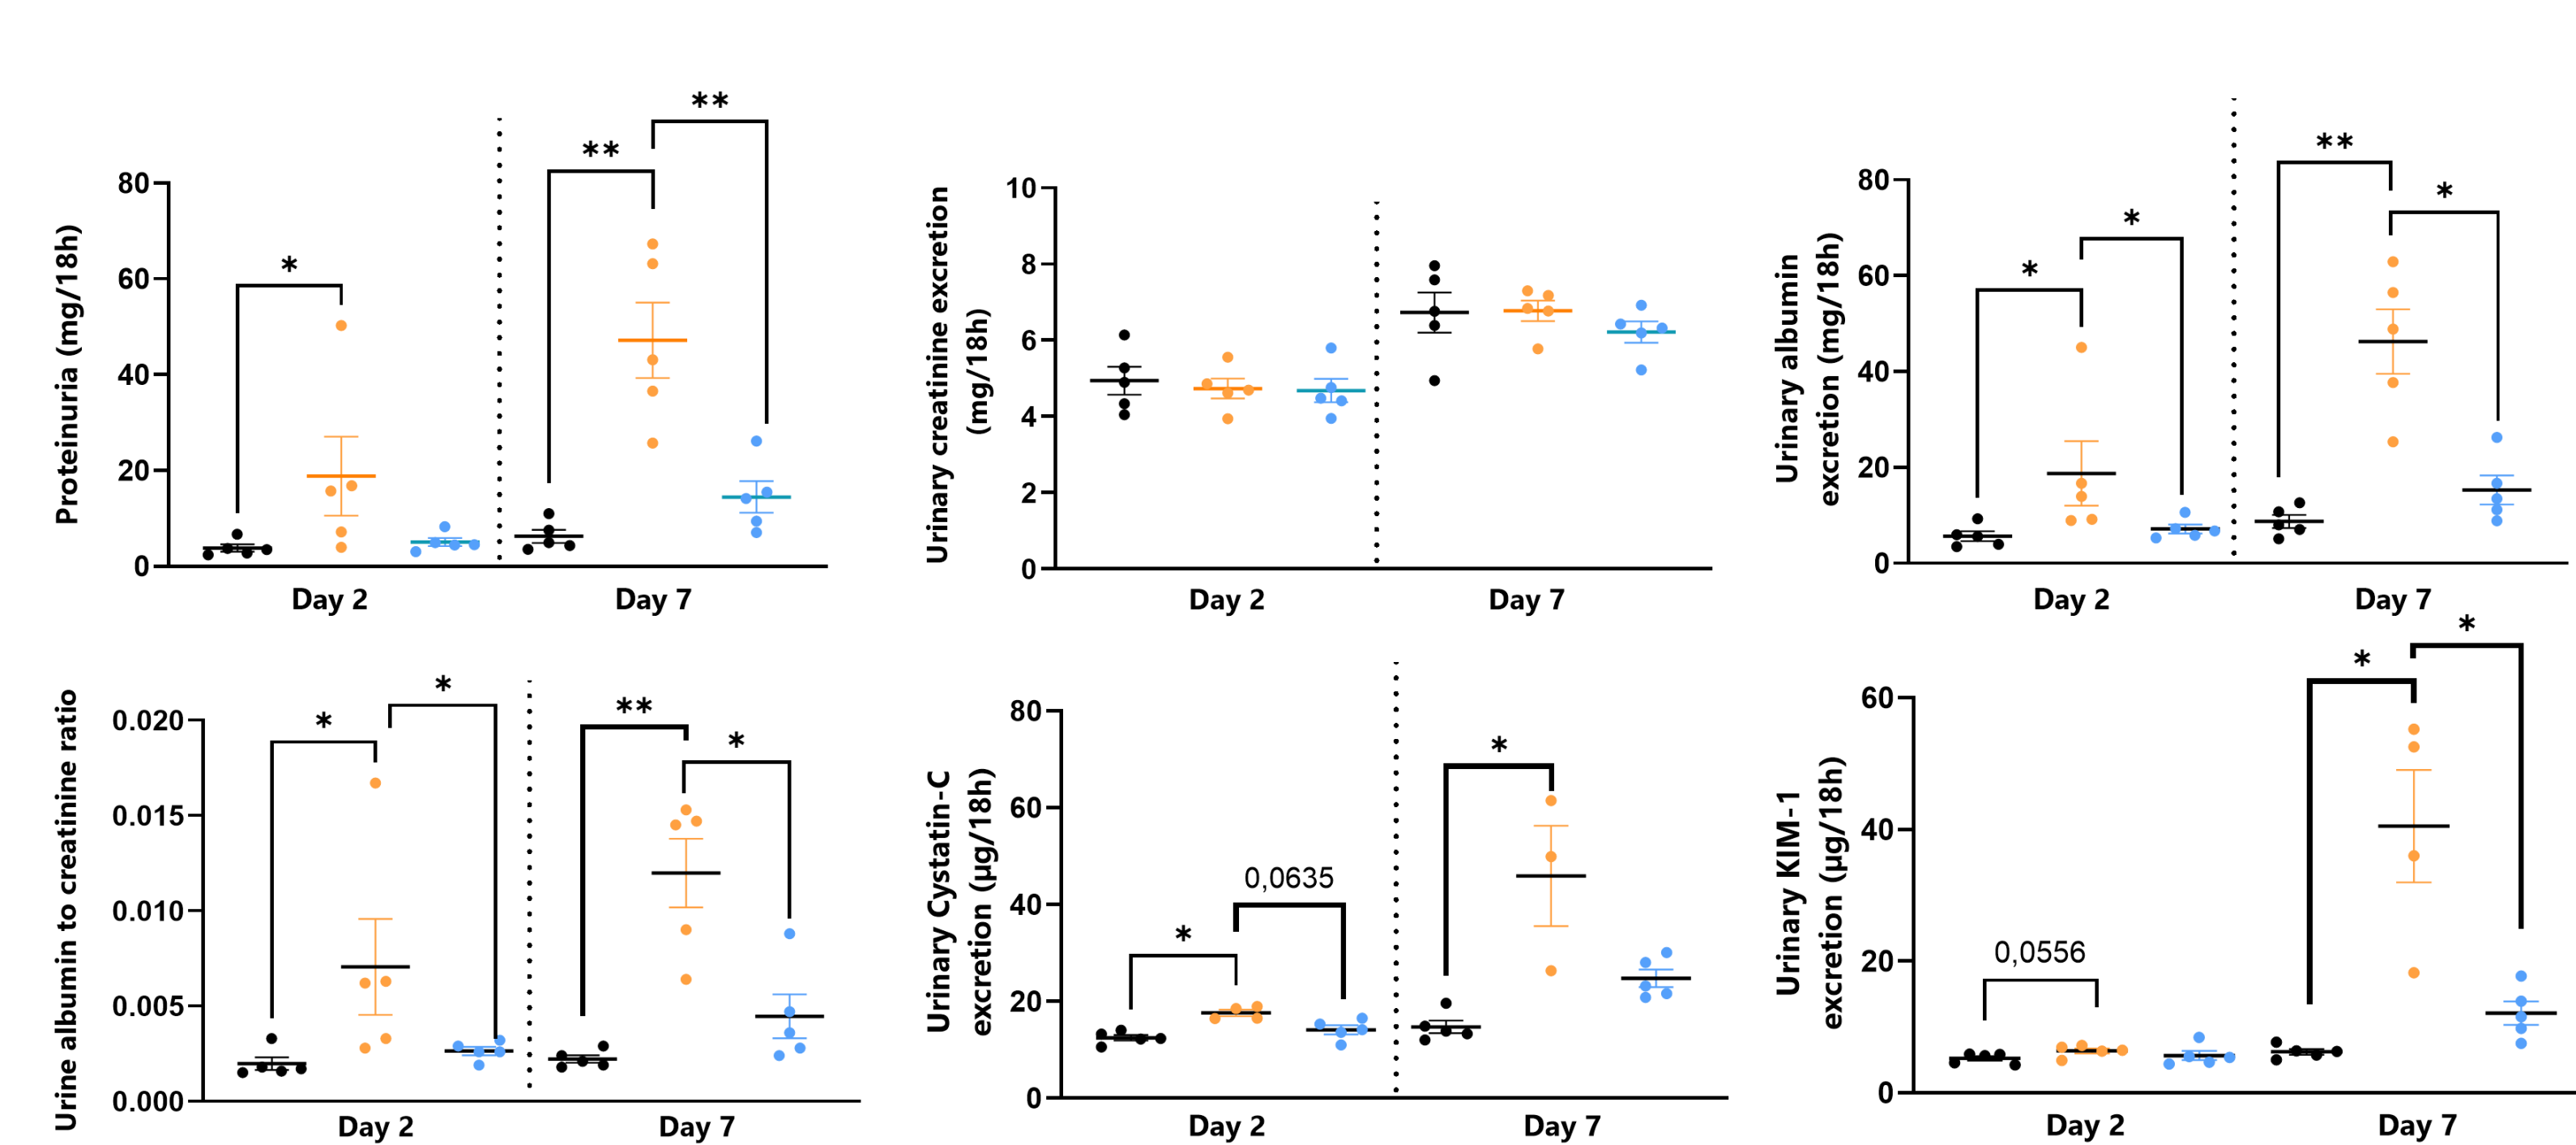 Proteinuria (mg/18h)
80
60
40
20
0
*
**
**
Day 2
Day 7
Urinary creatinine excretion
(mg/18h)
10
8
6
4
2
0
Day 2
Day 7
Urinary albumin
excretion (mg/18h)
80
60
40
20
0
*
*
**
*
Day 2
Day 7
Urine albumin to creatinine ratio
0.020
0.015
0.010
0.005
0.000
*
*
**
*
Day 2
Day 7
Urinary Cystatin-C
excretion (µg/18h)
80
60
40
20
0
*
0,0635
*
Day 2
Day 7
Urinary KIM-1
excretion (µg/18h)
60
40
20
0
0,0556
*
*
Day 2
Day 7